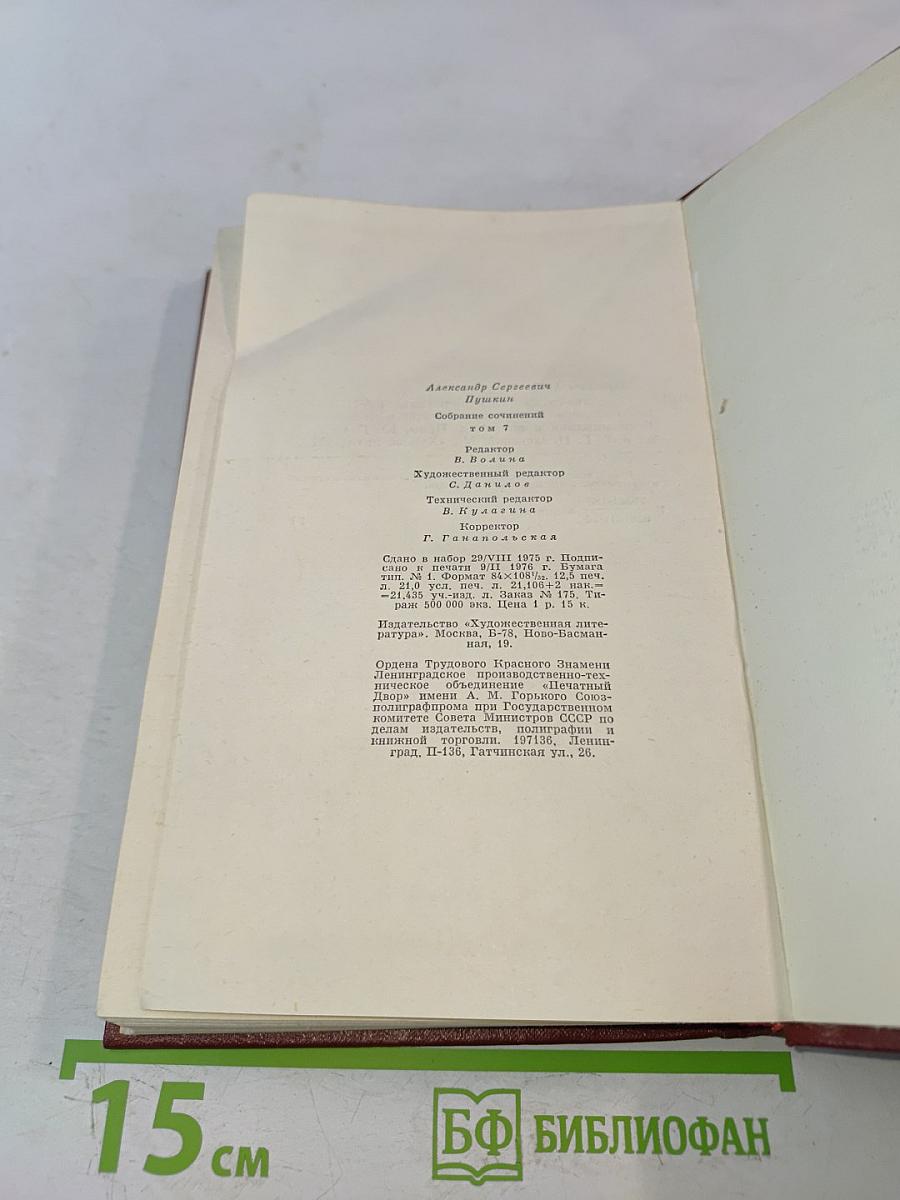 Александр Сергеевич
Пушкин
Собрание сочинений
том 7
Редактор
В. Волина
Художественный редактор
С. Данилов
Технический редактор
В. Кулагина
Корректор
Г. Ганапольская
Сдано в набор 29/VIII 1975 г. Подпи-
сано к печати 9/II 1976 г. Бумага
тип. № 1. Формат 84×108¹/₃₂. 12,5 печ.
л. 21,0 усл. печ. л. 21,106+2 нак.=
=21,435 уч.-изд. л. Заказ № 175. Ти-
раж 500 000 экз. Цена 1 р. 15 к.
Издательство «Художественная лите-
ратура». Москва, Б-78, Ново-Басман-
ная, 19.
Ордена Трудового Красного Знамени
Ленинградское производственно-тех-
ническое объединение «Печатный
Двор» имени А. М. Горького Союз-
полиграфпрома при Государственном
комитете Совета Министров СССР по
делам издательств, полиграфии и
книжной торговли. 197136, Ленин-
град, П-136, Гатчинская ул., 26.
15 см
БФ БИБЛИОФАН